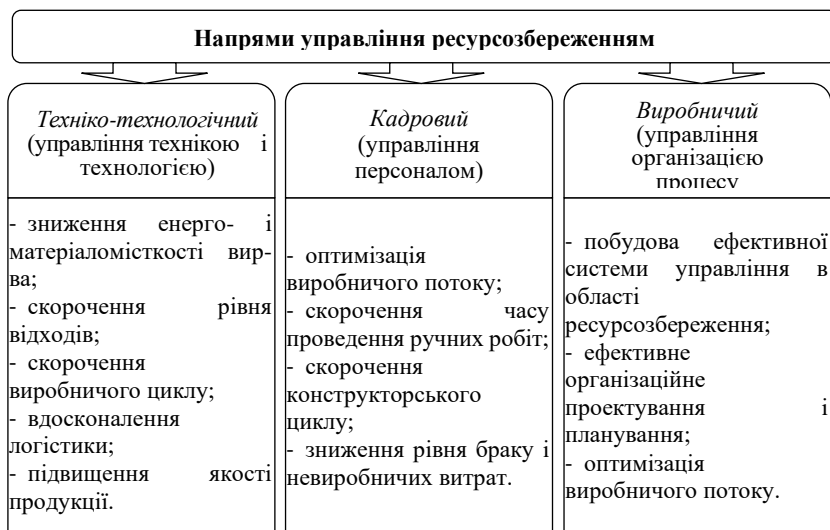 Напрями управління ресурсозбереженням
Техніко-технологічний
(управління технікою і
технологією)
- зниження енерго- і
матеріаломісткості вир-
ва;
- скорочення рівня
відходів;
- скорочення
виробничого циклу;
- вдосконалення
логістики;
- підвищення якості
продукції.
Кадровий
(управління
персоналом)
- оптимізація
виробничого потоку;
- скорочення часу
проведення ручних робіт;
- скорочення
конструкторського
циклу;
- зниження рівня браку і
невиробничих витрат.
Виробничий
(управління
організацією
процесу
- побудова ефективної
системи управління в
області
ресурсозбереження;
- ефективне
організаційне
проектування і
планування;
- оптимізація
виробничого потоку.